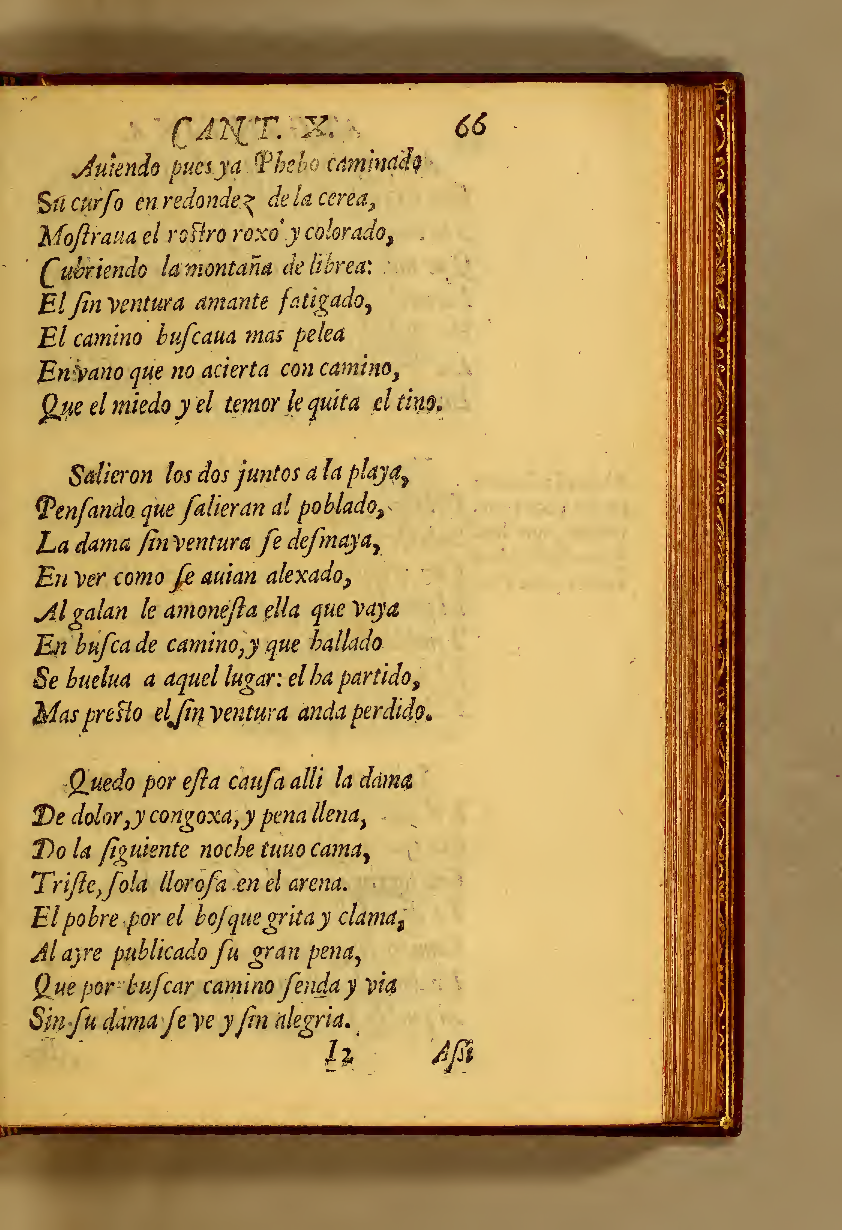 CANT. X. 66
Auiendo pues ya Phebo caminado
Su curſo en redondez de la cerea,
Moſtraua el roſtro roxo y colorado,
Cubriendo la montaña de librea:
El ſin ventura amante fatigado,
El camino buſcaua mas pelea
En vano que no acierta con camino,
Que el miedo y el temor le quita el tino.
Salieron los dos juntos a la playa,
Penſando que ſalieran al poblado,
La dama ſin ventura ſe deſmaya,
En ver como ſe auian alexado,
Al galan le amoneſta ella que vaya
En buſca de camino, y que hallado
Se buelua a aquel lugar: el ha partido,
Mas preſto el ſin ventura anda perdido.
Quedo por eſta cauſa alli la dama
De dolor, y congoxa, y pena llena,
Do la ſiguiente noche tuuo cama,
Triſte, ſola lloroſa en el arena.
El pobre por el boſque grita y clama,
Al ayre publicado ſu gran pena,
Que por buſcar camino ſenda y via
Sin ſu dama ſe ve y ſin alegria.
I2 Aſſi